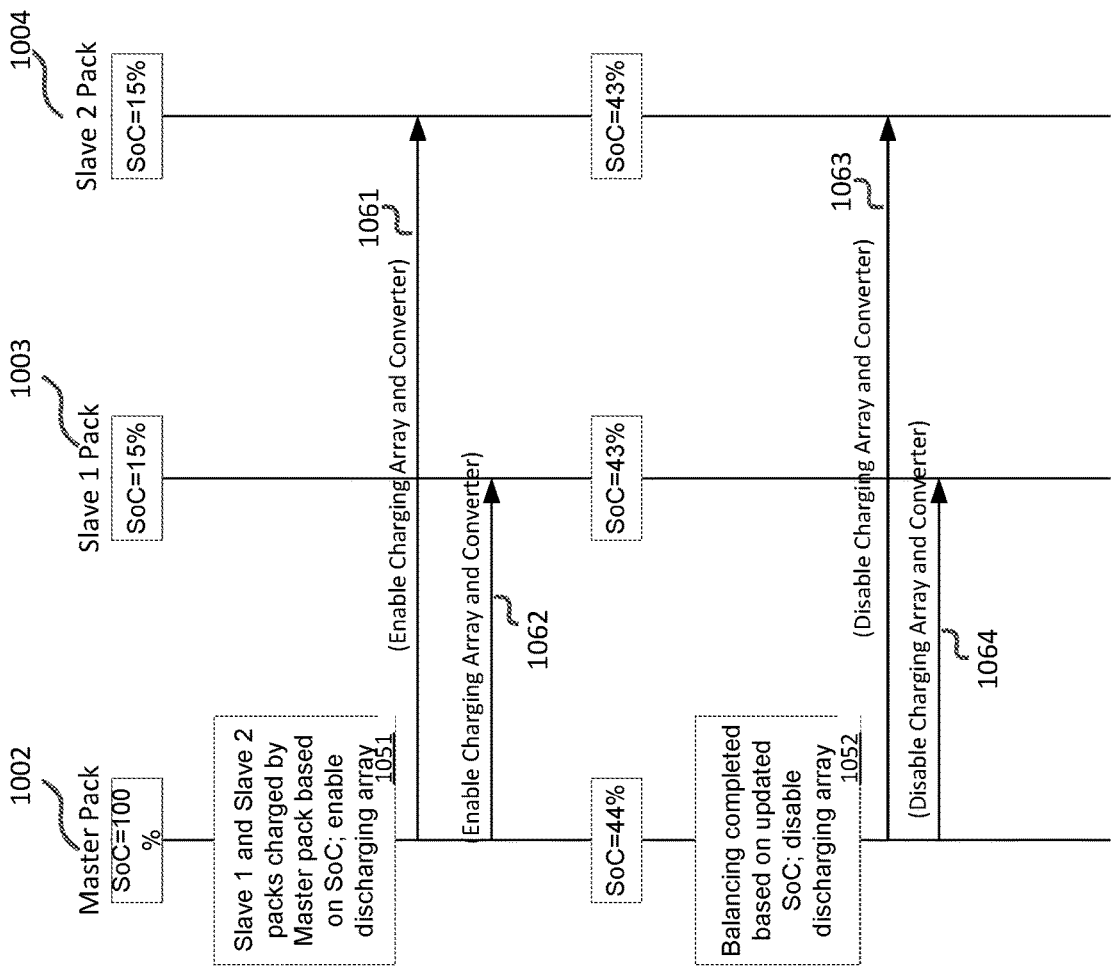 1002
1003
1004
Master Pack
Slave 1 Pack
Slave 2 Pack
SoC=100
%
SoC=15%
SoC=15%
Slave 1 and Slave 2
packs charged by
Master pack based
on SoC; enable
discharging array
1051
(Enable Charging Array and Converter)
1061
(Enable Charging Array and Converter)
1062
SoC=44%
SoC=43%
SoC=43%
Balancing completed
based on updated
SoC; disable
discharging array
1052
(Disable Charging Array and Converter)
1063
(Disable Charging Array and Converter)
1064